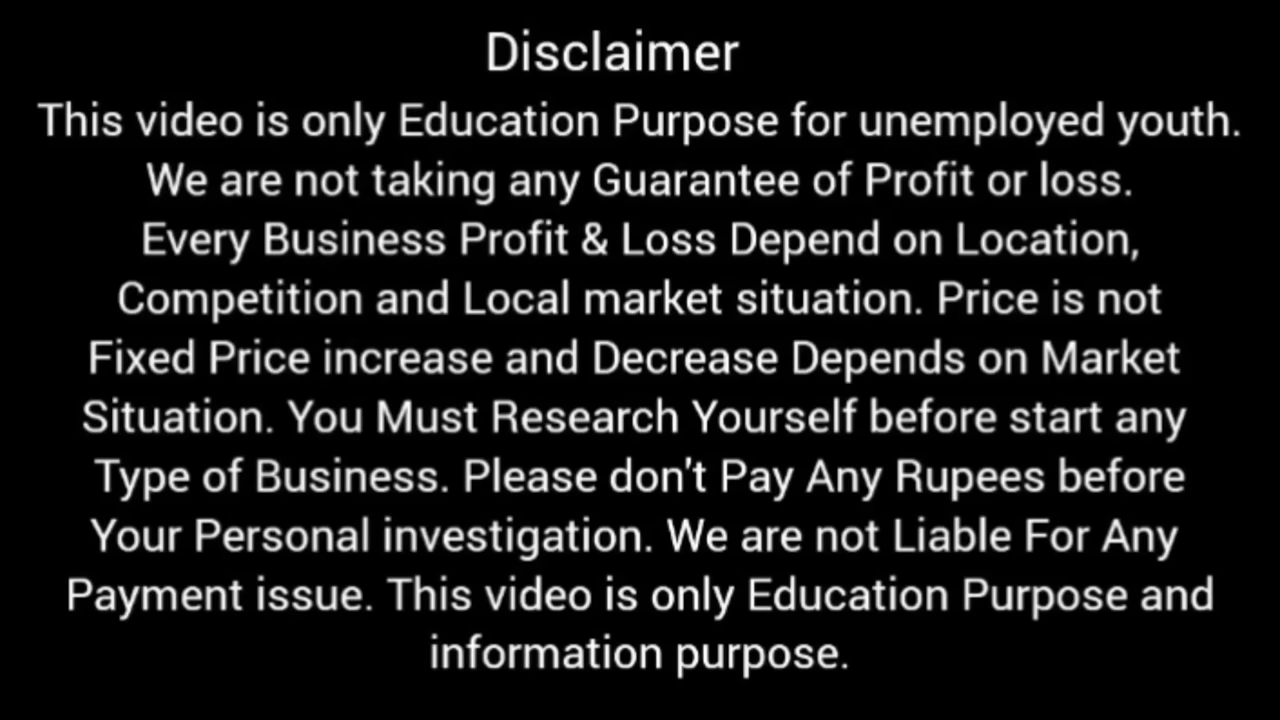 Disclaimer
This video is only Education Purpose for unemployed youth.
We are not taking any Guarantee of Profit or loss.
Every Business Profit & Loss Depend on Location,
Competition and Local market situation. Price is not
Fixed Price increase and Decrease Depends on Market
Situation. You Must Research Yourself before start any
Type of Business. Please don't Pay Any Rupees before
Your Personal investigation. We are not Liable For Any
Payment issue. This video is only Education Purpose and
information purpose.